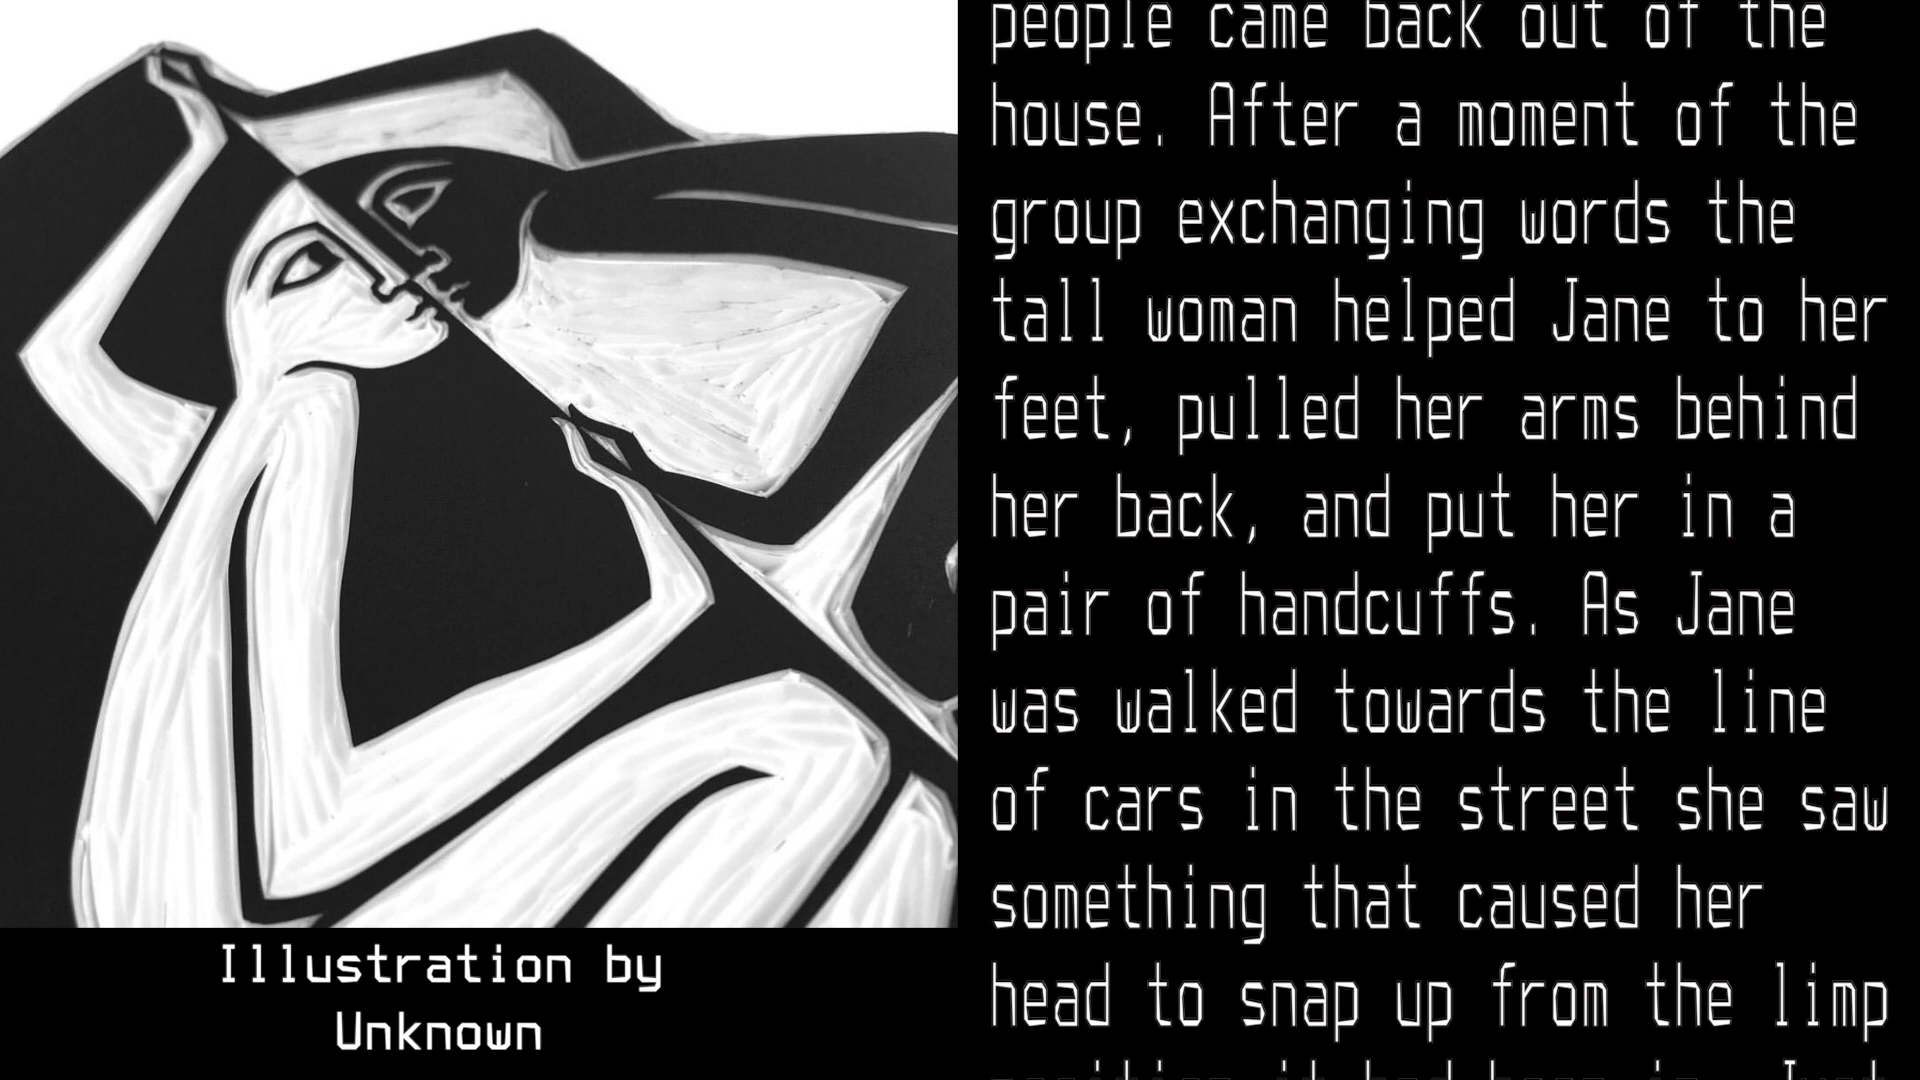 people came back out of the
house. After a moment of the
group exchanging words the
tall woman helped Jane to her
feet, pulled her arms behind
her back, and put her in a
pair of handcuffs. As Jane
was walked towards the line
of cars in the street she saw
something that caused her
head to snap up from the limp
Illustration by
Unknown